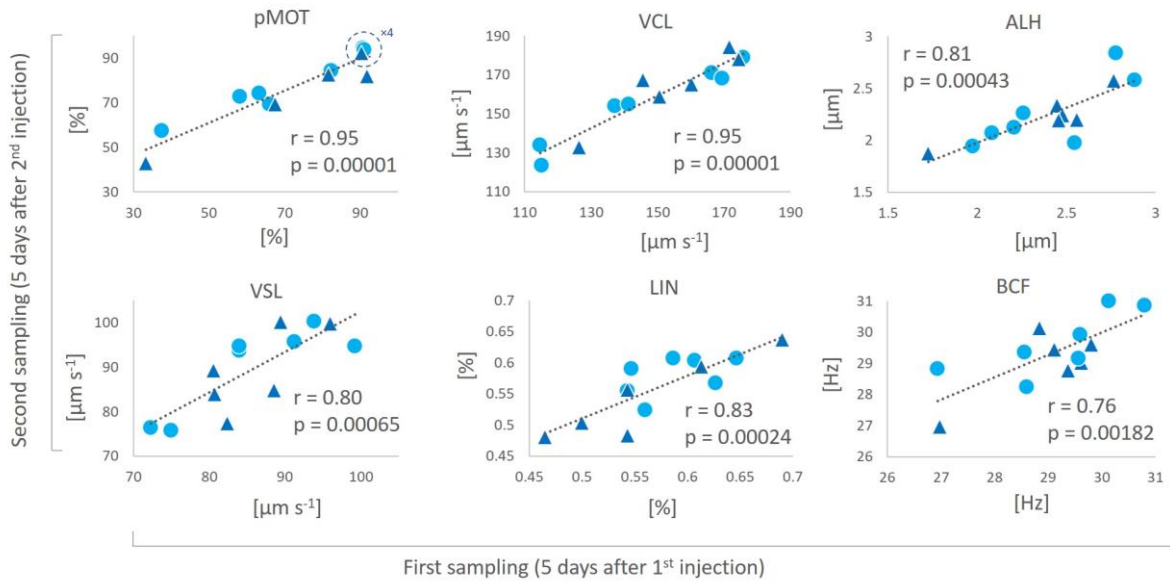 pMOT
×4
90
70
50
30
[%]
r = 0.95
p = 0.00001
30
50
70
90
[%]
VCL
190
170
150
130
110
[µm s⁻¹]
r = 0.95
p = 0.00001
110
130
150
170
190
[µm s⁻¹]
ALH
3
2.5
2
1.5
[µm]
r = 0.81
p = 0.00043
1.5
2
2.5
3
[µm]
VSL
100
90
80
70
[µm s⁻¹]
r = 0.80
p = 0.00065
70
80
90
100
[µm s⁻¹]
LIN
0.7
0.65
0.6
0.55
0.5
0.45
[%]
r = 0.83
p = 0.00024
0.45
0.5
0.55
0.6
0.65
0.7
[%]
BCF
31
30
29
28
27
26
[Hz]
r = 0.76
p = 0.00182
26
27
28
29
30
31
[Hz]
Second sampling (5 days after 2ⁿᵈ injection)
First sampling (5 days after 1ˢᵗ injection)